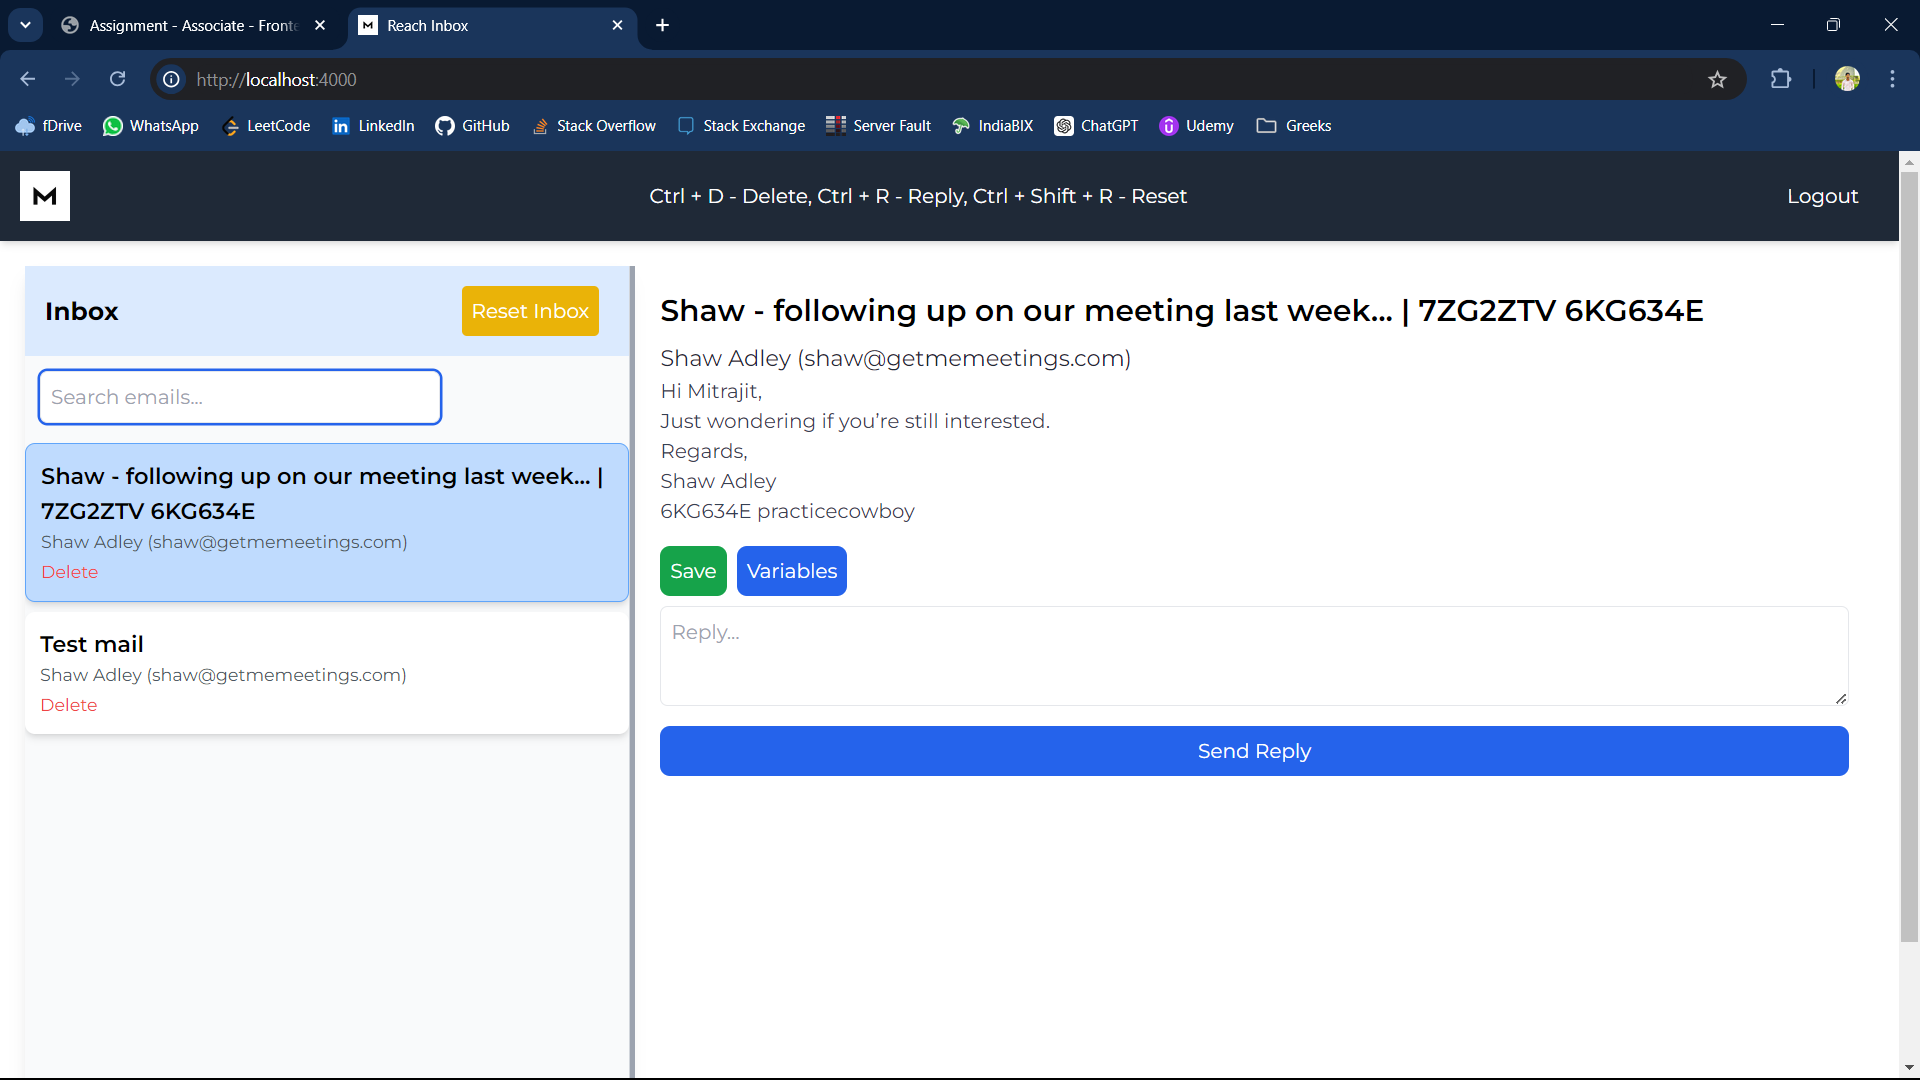 Assignment - Associate - Fronte
Reach Inbox
http://localhost:4000
fDrive
WhatsApp
LeetCode
LinkedIn
GitHub
Stack Overflow
Stack Exchange
Server Fault
IndiaBIX
ChatGPT
Udemy
Greeks
M
Ctrl + D - Delete, Ctrl + R - Reply, Ctrl + Shift + R - Reset
Logout
Inbox
Reset Inbox
Search emails...
Shaw - following up on our meeting last week... |
7ZG2ZTV 6KG634E
Shaw Adley (shaw@getmemeetings.com)
Delete
Test mail
Shaw Adley (shaw@getmemeetings.com)
Delete
Shaw - following up on our meeting last week... | 7ZG2ZTV 6KG634E
Shaw Adley (shaw@getmemeetings.com)
Hi Mitrajit,
Just wondering if you’re still interested.
Regards,
Shaw Adley
6KG634E practicecowboy
Save
Variables
Reply...
Send Reply